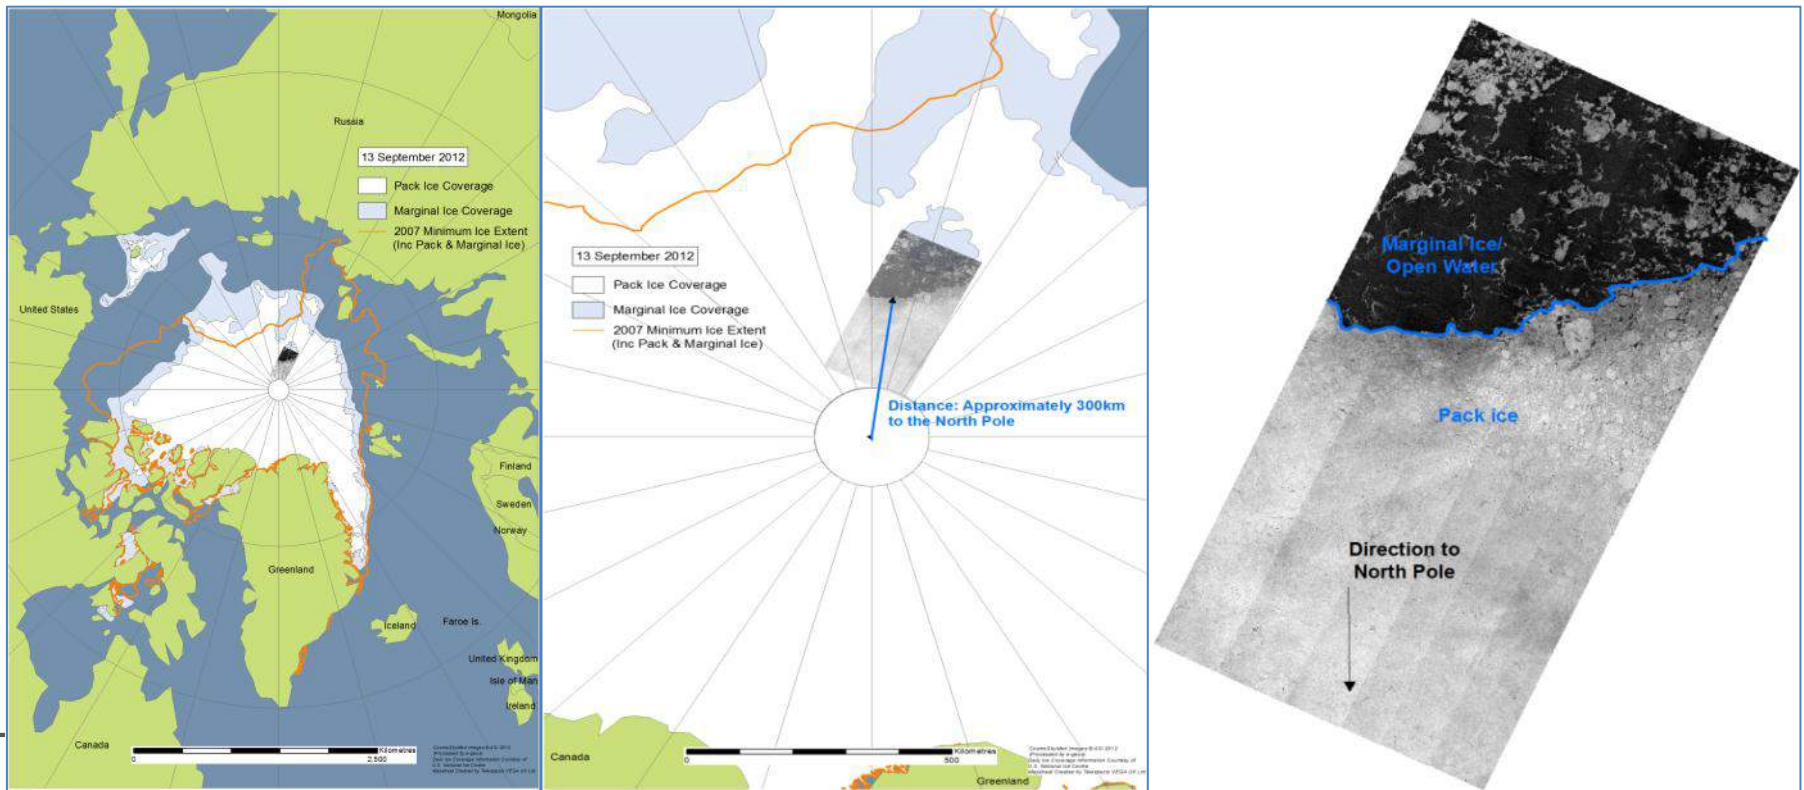 Mongolia
Russia
13 September 2012
Pack Ice Coverage
Marginal Ice Coverage
2007 Minimum Ice Extent
(Inc Pack & Marginal Ice)
United States
Finland
Sweden
Norway
Greenland
Iceland
Faroe Is.
United Kingdom
Isle of Man
Ireland
Canada
Kilometres
0
2,500
13 September 2012
Pack Ice Coverage
Marginal Ice Coverage
2007 Minimum Ice Extent
(Inc Pack & Marginal Ice)
Distance: Approximately 300km
to the North Pole
Canada
Kilometres
0
500
Greenland
Marginal Ice/
Open Water
Pack ice
Direction to
North Pole